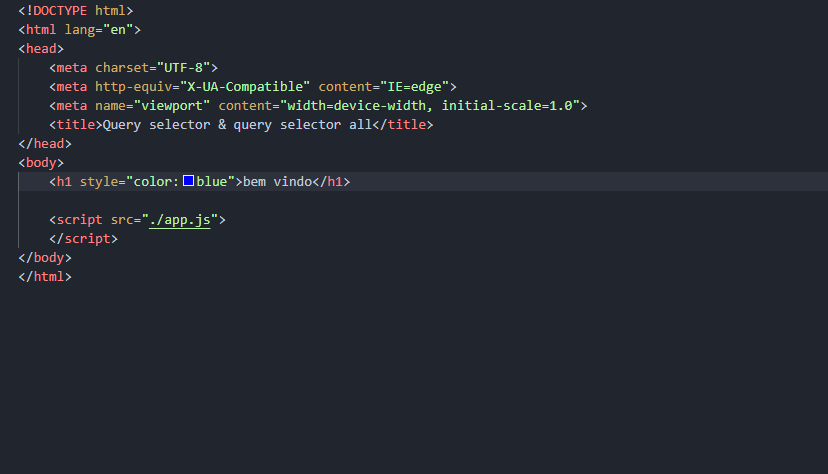 <!DOCTYPE html>
<html lang="en">
<head>
    <meta charset="UTF-8">
    <meta http-equiv="X-UA-Compatible" content="IE=edge">
    <meta name="viewport" content="width=device-width, initial-scale=1.0">
    <title>Query selector & query selector all</title>
</head>
<body>
    <h1 style="color:blue">bem vindo</h1>
    <script src="./app.js">
    </script>
</body>
</html>